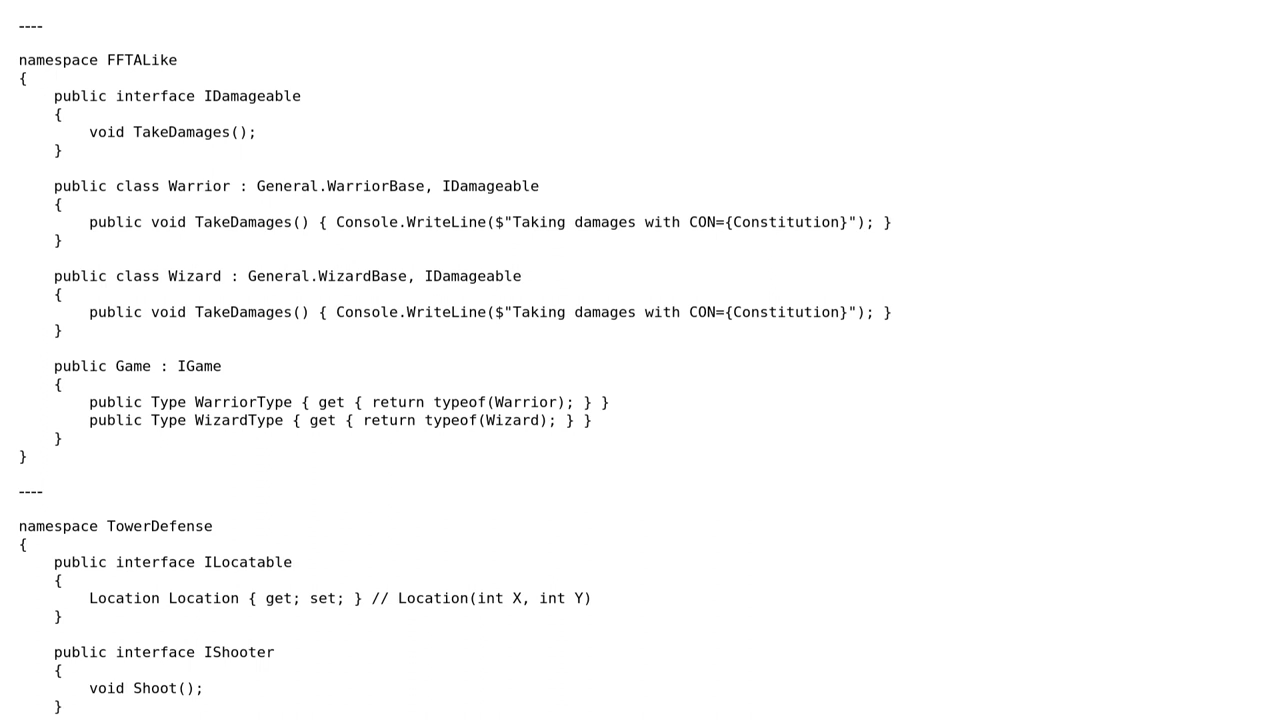 ----
namespace FFTALike
{
    public interface IDamageable
    {
        void TakeDamages();
    }
    public class Warrior : General.WarriorBase, IDamageable
    {
        public void TakeDamages() { Console.WriteLine($"Taking damages with CON={Constitution}"); }
    }
    public class Wizard : General.WizardBase, IDamageable
    {
        public void TakeDamages() { Console.WriteLine($"Taking damages with CON={Constitution}"); }
    }
    public Game : IGame
    {
        public Type WarriorType { get { return typeof(Warrior); } }
        public Type WizardType { get { return typeof(Wizard); } }
    }
}
----
namespace TowerDefense
{
    public interface ILocatable
    {
        Location Location { get; set; } // Location(int X, int Y)
    }
    public interface IShooter
    {
        void Shoot();
    }